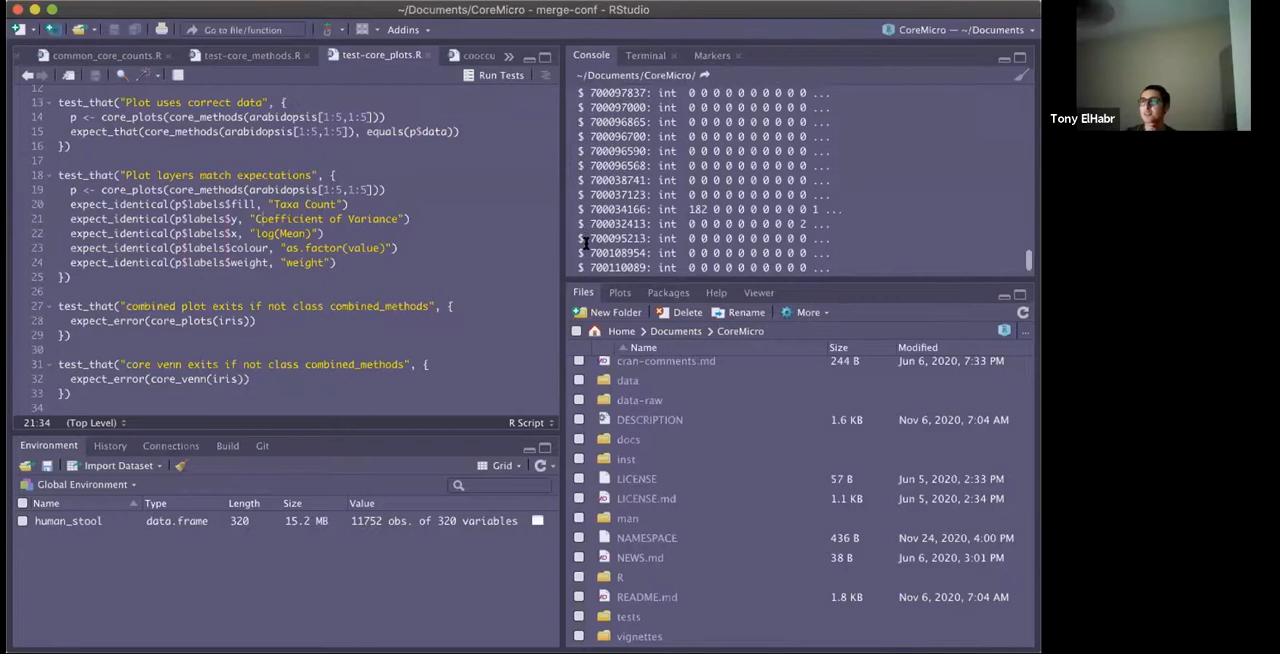 ~/Documents/CoreMicro - merge-conf - RStudio
Go to file/function
Addins
CoreMicro — ~/Documents
common_core_counts.R
test-core_methods.R
test-core_plots.R
cooccu
Run Tests
12
13 test_that("Plot uses correct data", {
14 p <- core_plots(core_methods(arabidopsis[1:5,1:5]))
15 expect_that(core_methods(arabidopsis[1:5,1:5]), equals(p$data))
16 })
17
18 test_that("Plot layers match expectations", {
19 p <- core_plots(core_methods(arabidopsis[1:5,1:5]))
20 expect_identical(p$labels$fill, "Taxa Count")
21 expect_identical(p$labels$y, "Coefficient of Variance")
22 expect_identical(p$labels$x, "log(Mean)")
23 expect_identical(p$labels$colour, "as.factor(value)")
24 expect_identical(p$labels$weight, "weight")
25 })
26
27 test_that("combined plot exits if not class combined_methods", {
28 expect_error(core_plots(iris))
29 })
30
31 test_that("core venn exits if not class combined_methods", {
32 expect_error(core_venn(iris))
33 })
34
21:34 (Top Level) R Script
Environment History Connections Build Git
Import Dataset Grid
Global Environment
Name Type Length Size Value
human_stool data.frame 320 15.2 MB 11752 obs. of 320 variables
Console Terminal Markers
~/Documents/CoreMicro/
$ 700097837: int 0 0 0 0 0 0 0 0 0 0 ...
$ 700097000: int 0 0 0 0 0 0 0 0 0 0 ...
$ 700096865: int 0 0 0 0 0 0 0 0 0 0 ...
$ 700096700: int 0 0 0 0 0 0 0 0 0 0 ...
$ 700096590: int 0 0 0 0 0 0 0 0 0 0 ...
$ 700096568: int 0 0 0 0 0 0 0 0 0 0 ...
$ 700038741: int 0 0 0 0 0 0 0 0 0 0 ...
$ 700037123: int 0 0 0 0 0 0 0 0 0 0 ...
$ 700034166: int 182 0 0 0 0 0 0 0 0 1 ...
$ 700032413: int 0 0 0 0 0 0 0 0 0 2 ...
$ 700095213: int 0 0 0 0 0 0 0 0 0 0 ...
$ 700108954: int 0 0 0 0 0 0 0 0 0 0 ...
$ 700110089: int 0 0 0 0 0 0 0 0 0 0 ...
Files Plots Packages Help Viewer
New Folder Delete Rename More
Home > Documents > CoreMicro ...
Name Size Modified
cran-comments.md 244 B Jun 6, 2020, 7:33 PM
data
data-raw
DESCRIPTION 1.6 KB Nov 6, 2020, 7:04 AM
docs
inst
LICENSE 57 B Jun 5, 2020, 2:33 PM
LICENSE.md 1.1 KB Jun 5, 2020, 2:34 PM
man
NAMESPACE 436 B Nov 24, 2020, 4:00 PM
NEWS.md 38 B Jun 6, 2020, 3:01 PM
R
README.md 1.8 KB Nov 6, 2020, 7:04 AM
tests
vignettes
Tony ElHabr